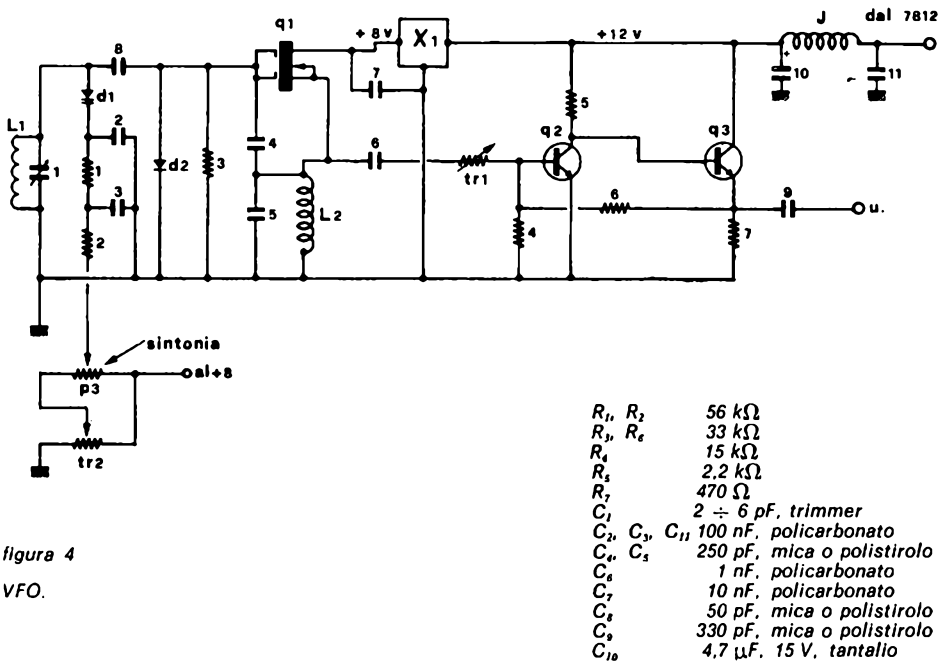 q1
J
dal 7812
8
+ 8 v
X1
+12 v
10
11
7
d1
5
L1
2
q2
q3
1
4
6
1
d2
3
tr1
3
6
9
u.
5
L2
2
4
7
sintonia
al+8
p3
tr2
R1, R2 56 kΩ
R3, R6 33 kΩ
R4 15 kΩ
R5 2,2 kΩ
R7 470 Ω
C1 2 ÷ 6 pF, trimmer
C2, C3, C11 100 nF, policarbonato
C4, C5 250 pF, mica o polistirolo
C6 1 nF, policarbonato
C7 10 nF, policarbonato
C8 50 pF, mica o polistirolo
C9 330 pF, mica o polistirolo
C10 4,7 μF, 15 V, tantalio
figura 4
VFO.